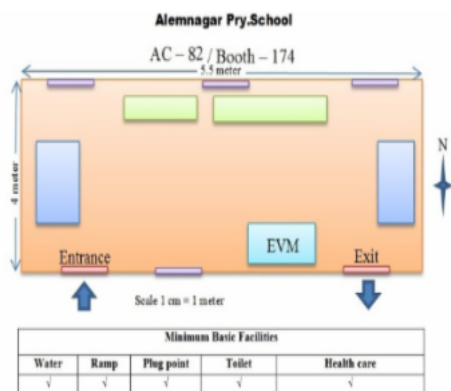 Alemnagar Pry.School
AC – 82 / Booth – 174
5.5 meter
4 meter
N
EVM
Entrance
Exit
Scale 1 cm = 1 meter
Minimum Basic Facilities
Water Ramp Plug point Toilet Health care
√ √ √ √ √